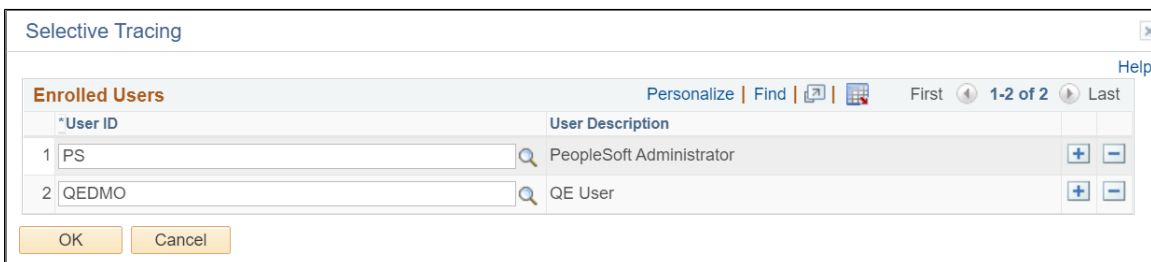 Selective Tracing
Help
Enrolled Users Personalize | Find | | First 1-2 of 2 Last
*User ID User Description
1 PS PeopleSoft Administrator
2 QEDMO QE User
OK Cancel